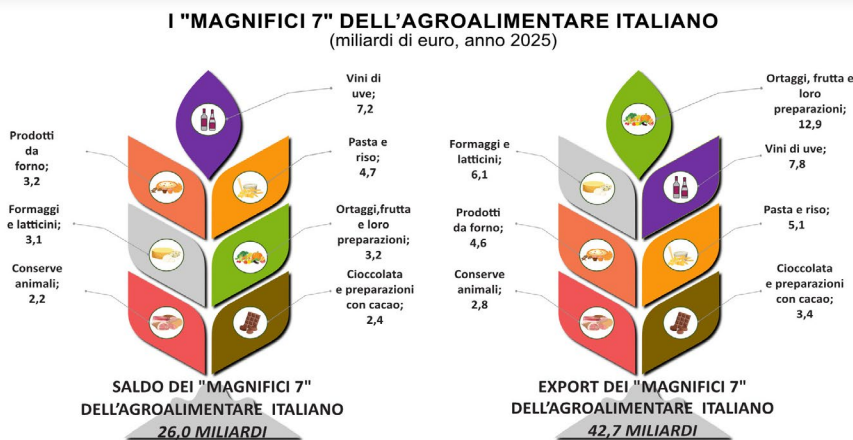 I "MAGNIFICI 7" DELL’AGROALIMENTARE ITALIANO
(miliardi di euro, anno 2025)
Vini di
uve;
7,2
Prodotti
da
forno;
3,2
Pasta e
riso;
4,7
Formaggi
e latticini;
3,1
Ortaggi,frutta
e loro
preparazioni;
3,2
Conserve
animali;
2,2
Cioccolata
e preparazioni
con cacao;
2,4
SALDO DEI "MAGNIFICI 7"
DELL’AGROALIMENTARE ITALIANO
26,0 MILIARDI
Ortaggi, frutta e
loro
preparazioni;
12,9
Formaggi e
latticini;
6,1
Vini di uve;
7,8
Prodotti
da forno;
4,6
Pasta e riso;
5,1
Conserve
animali;
2,8
Cioccolata
e preparazioni
con cacao;
3,4
EXPORT DEI "MAGNIFICI 7"
DELL’AGROALIMENTARE ITALIANO
42,7 MILIARDI